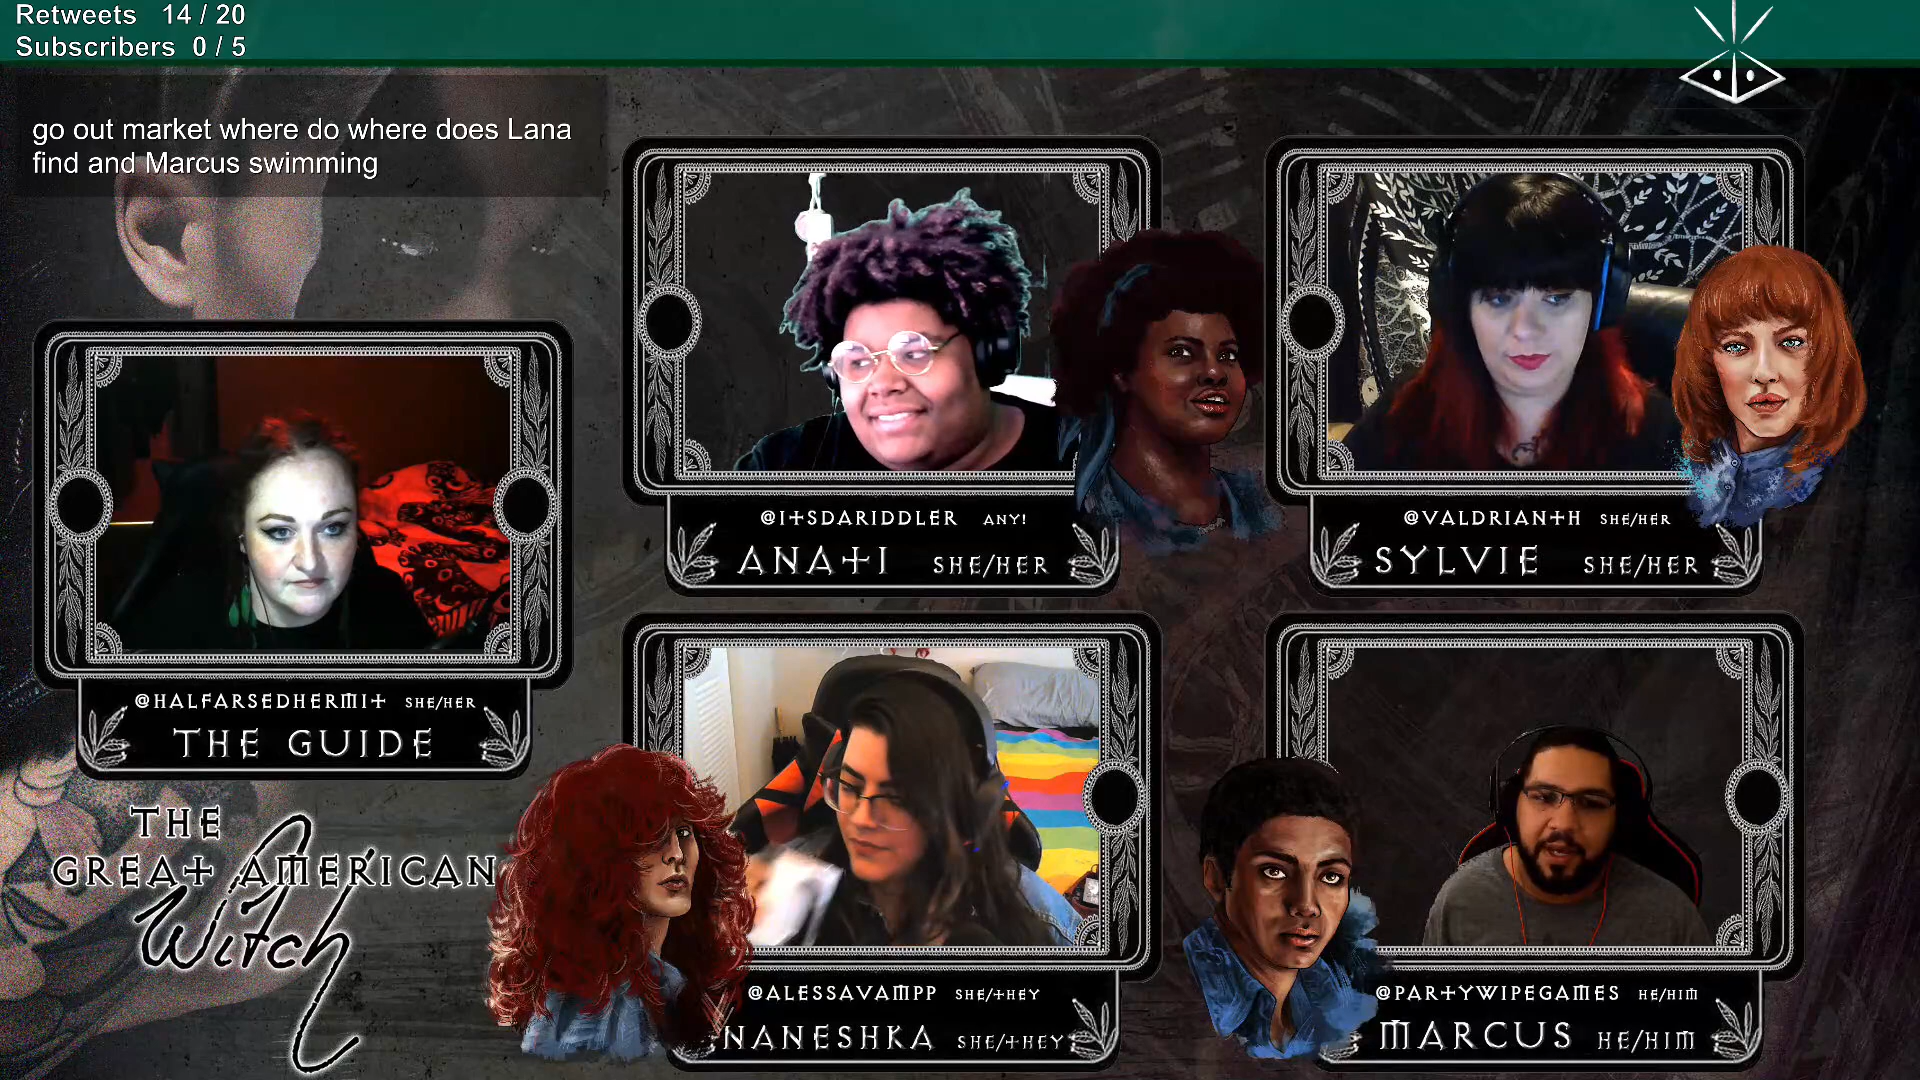 Retweets 14 / 20
Subscribers 0 / 5
go out market where do where does Lana
find and Marcus swimming
@ITSDARIDDLER ANY!
ANATI SHE/HER
@VALDRIANTH SHE/HER
SYLVIE SHE/HER
@HALFARSEDHERMIT SHE/HER
THE GUIDE
THE
GREAT AMERICAN
Witch
@ALESSAVAMPP SHE/THEY
NANESHKA SHE/THEY
@PARTYWIPEGAMES HE/HIM
MARCUS HE/HIM